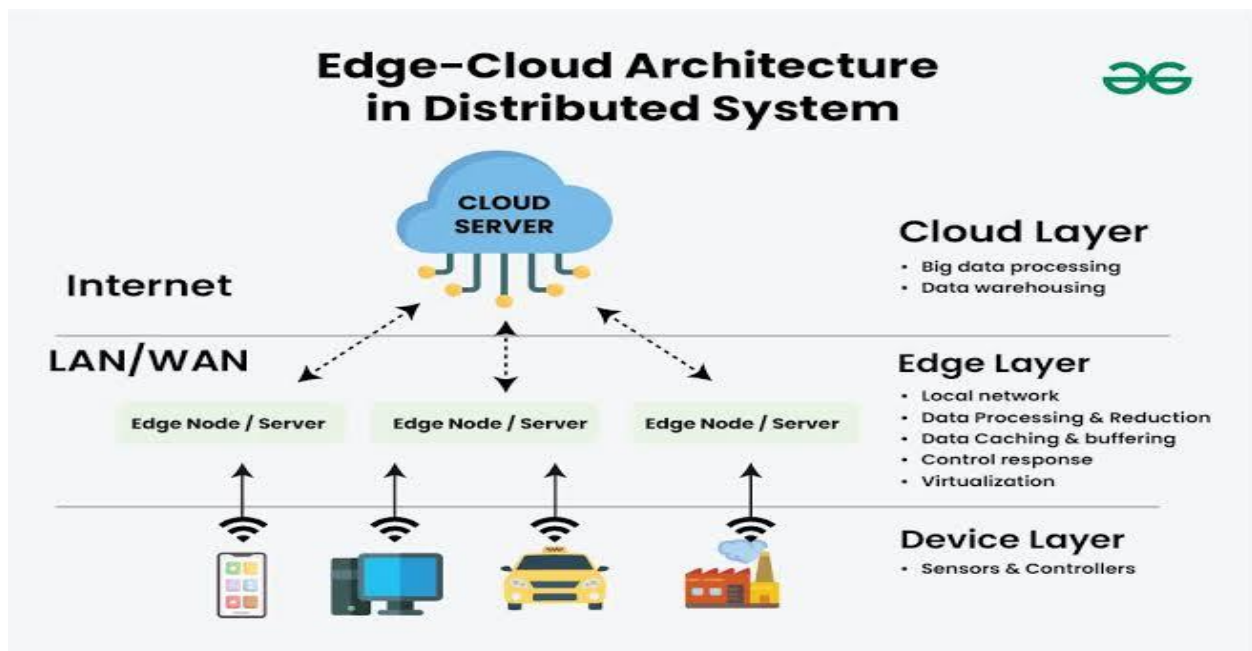 Edge-Cloud Architecture
in Distributed System
CLOUD
SERVER
Cloud Layer
• Big data processing
• Data warehousing
Internet
LAN/WAN
Edge Layer
• Local network
• Data Processing & Reduction
• Data Caching & buffering
• Control response
• Virtualization
Edge Node / Server
Edge Node / Server
Edge Node / Server
Device Layer
• Sensors & Controllers